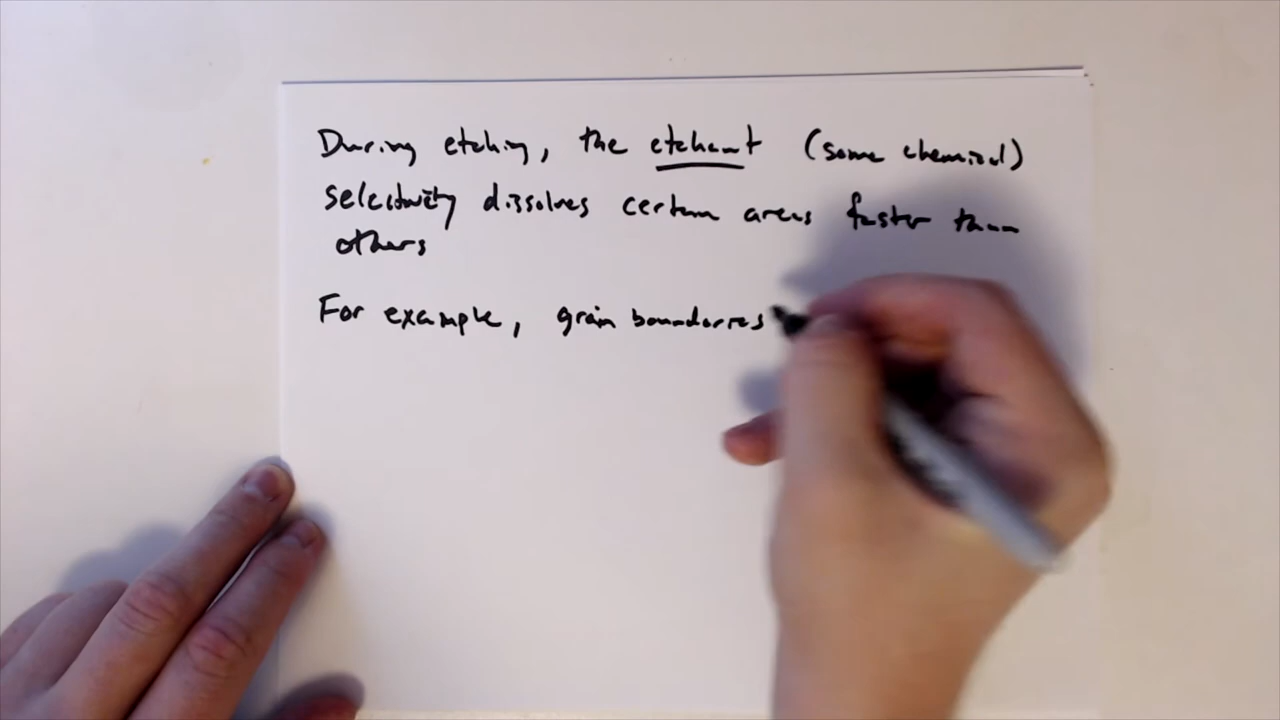 During etching, the etchant (some chemical)
selectivity dissolves certain areas faster than
others
For example, grain boundaries